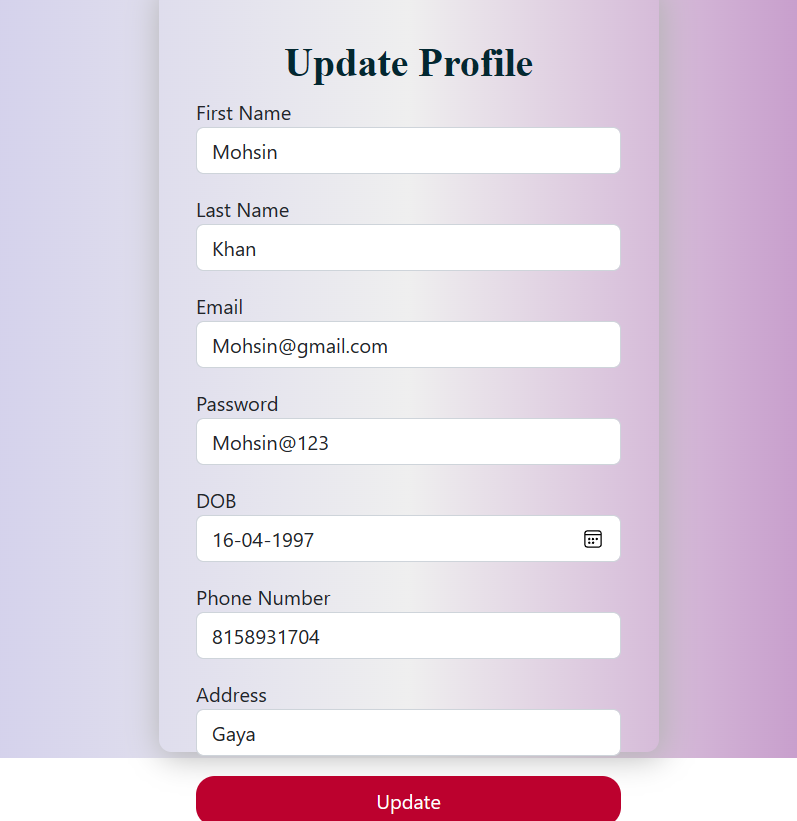 Update Profile
First Name
Mohsin
Last Name
Khan
Email
Mohsin@gmail.com
Password
Mohsin@123
DOB
16-04-1997
Phone Number
8158931704
Address
Gaya
Update